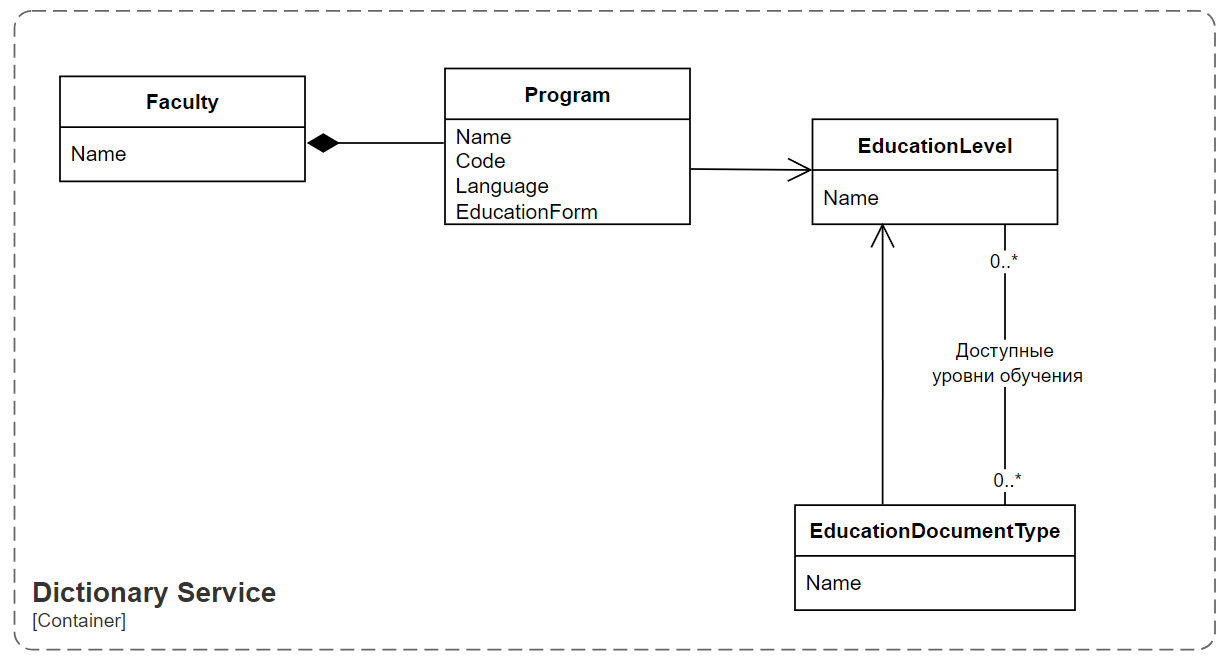 Faculty
Name
Program
Name
Code
Language
EducationForm
EducationLevel
Name
0..*
Доступные
уровни обучения
0..*
EducationDocumentType
Name
Dictionary Service
[Container]